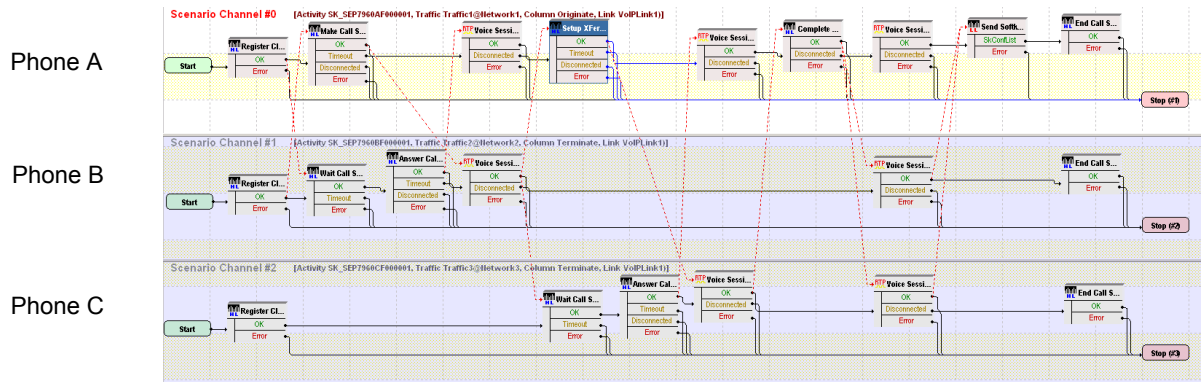 Scenario Channel #0 [Activity SK_SEP7960AF000001, Traffic Traffic1@Network1, Column Originate, Link VoIPLink1)]
Phone A
Start
Register Cl...
OK
Error
Make Call S...
OK
Timeout
Disconnected
Error
RTP Voice Sessi...
OK
Disconnected
Error
Setup XFer...
OK
Timeout
Disconnected
Error
RTP Voice Sessi...
OK
Disconnected
Error
Complete ...
OK
Disconnected
Error
RTP Voice Sessi...
OK
Disconnected
Error
Send Softk...
SkConfList
Error
End Call S...
OK
Error
Stop (#1)
Scenario Channel #1 [Activity SK_SEP7960BF000001, Traffic Traffic2@Network2, Column Terminate, Link VoIPLink1)]
Phone B
Start
Register Cl...
OK
Error
Wait Call S...
OK
Timeout
Error
Answer Cal...
OK
Timeout
Disconnected
Error
RTP Voice Sessi...
OK
Disconnected
Error
RTP Voice Sessi...
OK
Disconnected
Error
End Call S...
OK
Error
Stop (#2)
Scenario Channel #2 [Activity SK_SEP7960CF000001, Traffic Traffic3@Network3, Column Terminate, Link VoIPLink1)]
Phone C
Start
Register Cl...
OK
Error
Wait Call S...
OK
Timeout
Error
Answer Cal...
OK
Timeout
Disconnected
Error
RTP Voice Sessi...
OK
Disconnected
Error
RTP Voice Sessi...
OK
Disconnected
Error
End Call S...
OK
Error
Stop (#3)